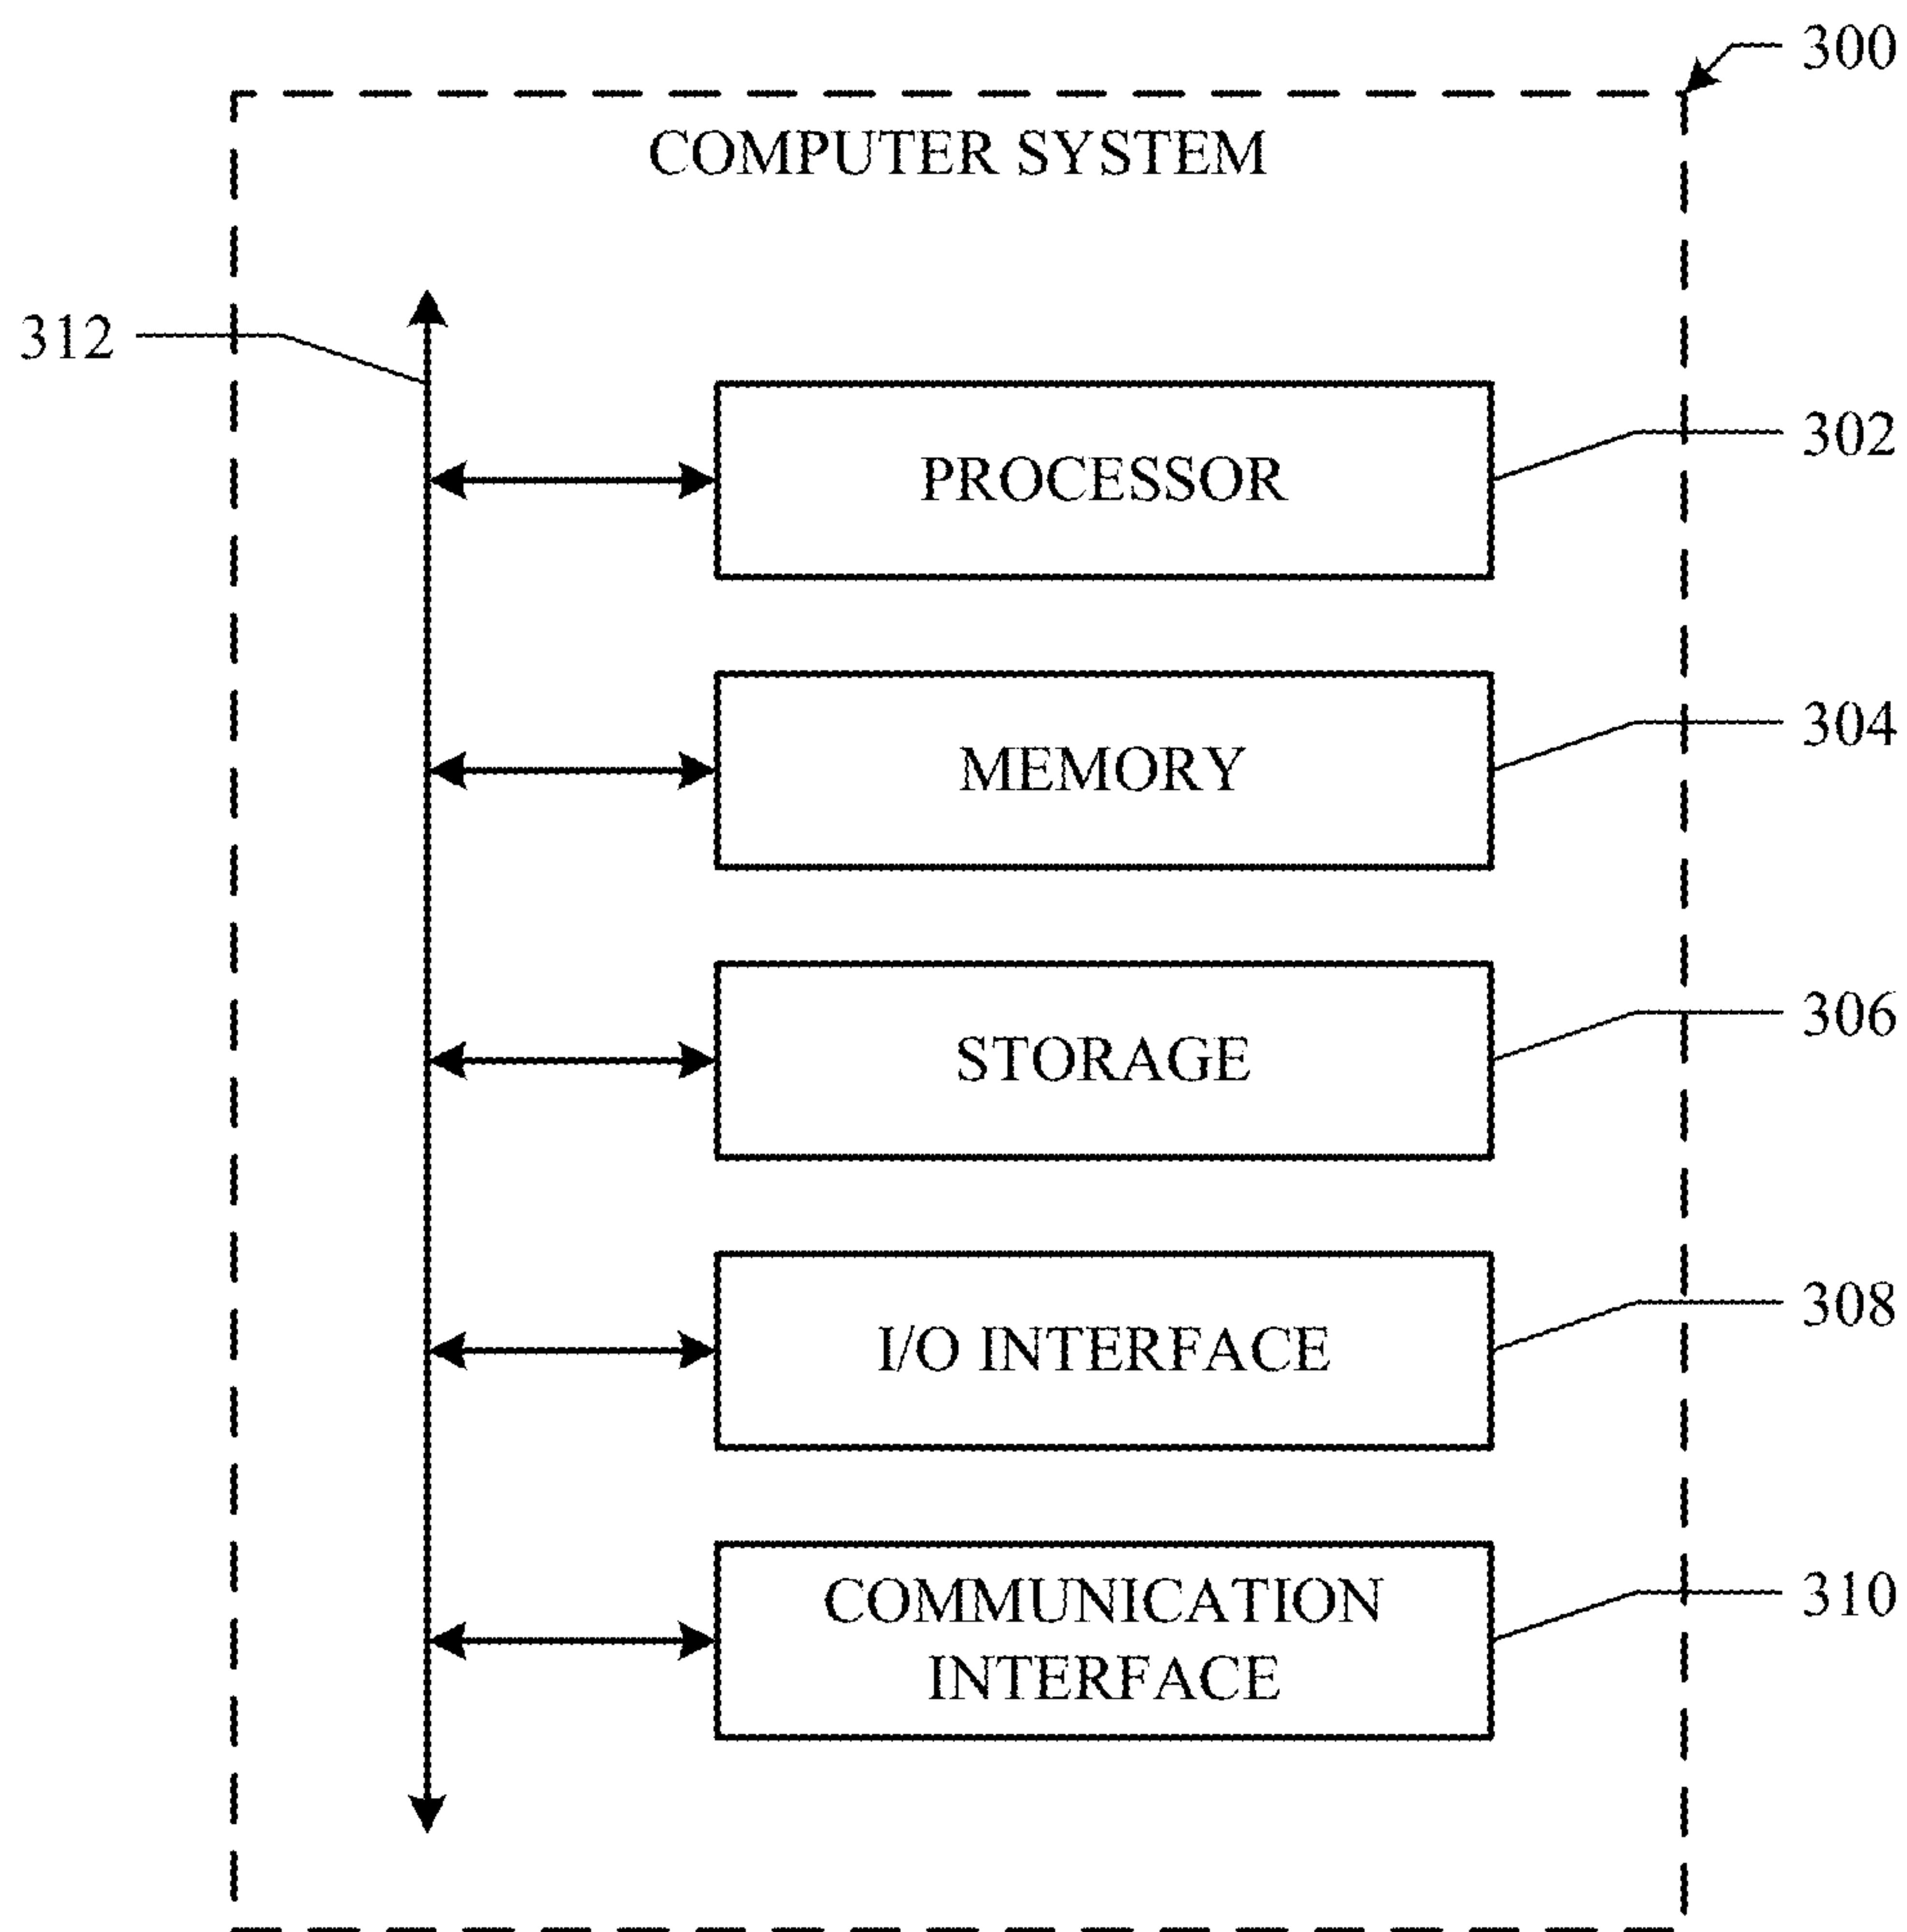 300
COMPUTER SYSTEM
312
PROCESSOR
302
MEMORY
304
STORAGE
306
I/O INTERFACE
308
COMMUNICATION
INTERFACE
310